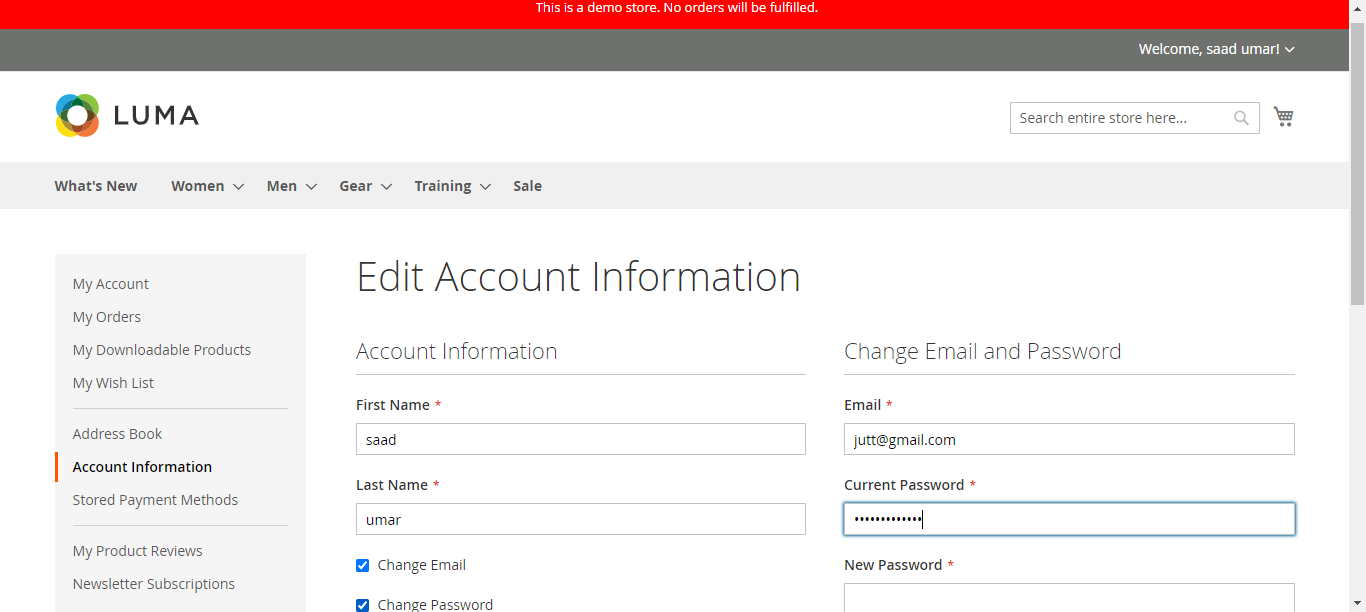 This is a demo store. No orders will be fulfilled.
Welcome, saad umar!
LUMA
Search entire store here...
What's New Women Men Gear Training Sale
My Account
My Orders
My Downloadable Products
My Wish List
Address Book
Account Information
Stored Payment Methods
My Product Reviews
Newsletter Subscriptions
Edit Account Information
Account Information
First Name *
saad
Last Name *
umar
Change Email
Change Password
Change Email and Password
Email *
jutt@gmail.com
Current Password *
•••••••••••••
New Password *